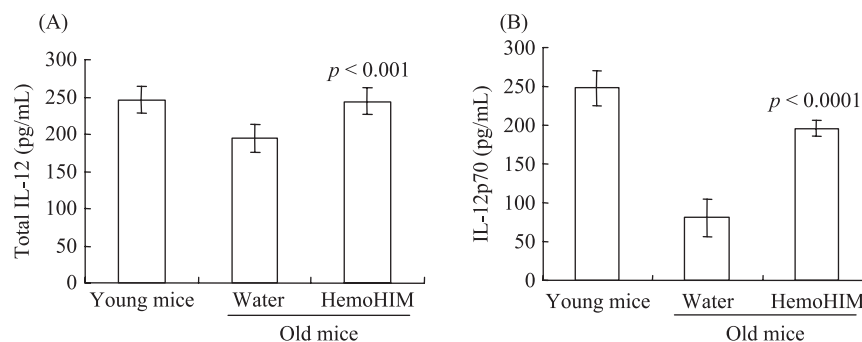 (A)
Total IL-12 (pg/mL)
300
250
200
150
100
50
0
p < 0.001
Young mice Water HemoHIM
Old mice
(B)
IL-12p70 (pg/mL)
300
250
200
150
100
50
0
p < 0.0001
Young mice Water HemoHIM
Old mice